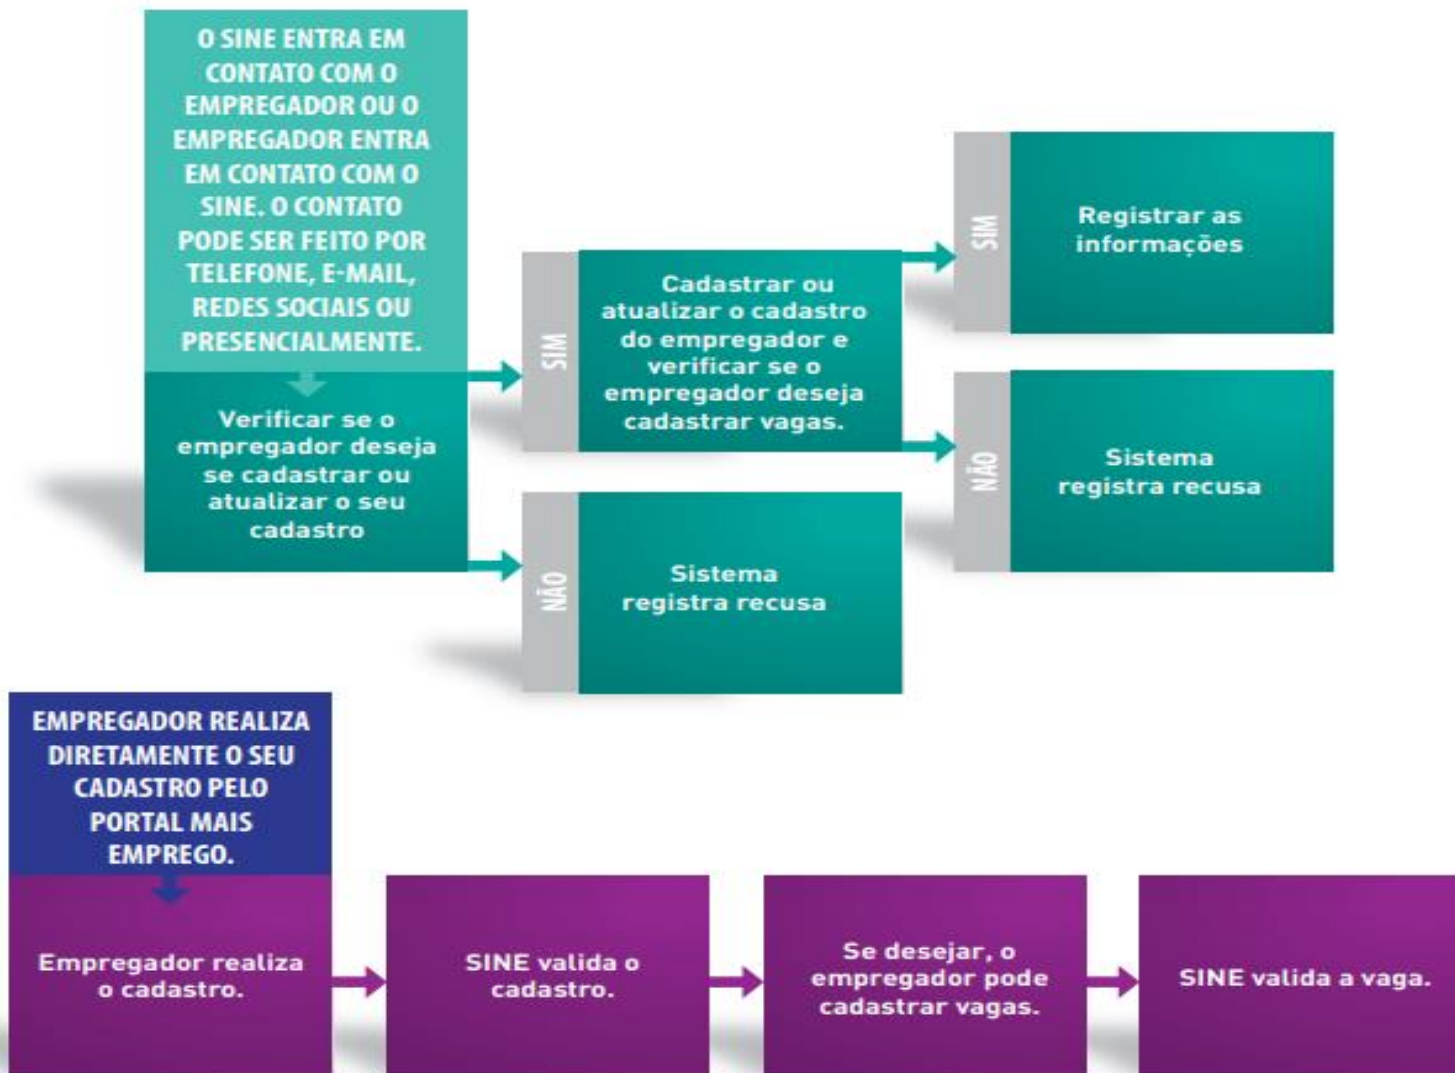 O SINE ENTRA EM
CONTATO COM O
EMPREGADOR OU O
EMPREGADOR ENTRA
EM CONTATO COM O
SINE. O CONTATO
PODE SER FEITO POR
TELEFONE, E-MAIL,
REDES SOCIAIS OU
PRESENCIALMENTE.
Verificar se o
empregador deseja
se cadastrar ou
atualizar o seu
cadastro
SIM
Cadastrar ou
atualizar o cadastro
do empregador e
verificar se o
empregador deseja
cadastrar vagas.
SIM
Registrar as
informações
NÃO
Sistema
registra recusa
NÃO
Sistema
registra recusa
EMPREGADOR REALIZA
DIRETAMENTE O SEU
CADASTRO PELO
PORTAL MAIS
EMPREGO.
Empregador realiza
o cadastro.
SINE valida o
cadastro.
Se desejar, o
empregador pode
cadastrar vagas.
SINE valida a vaga.